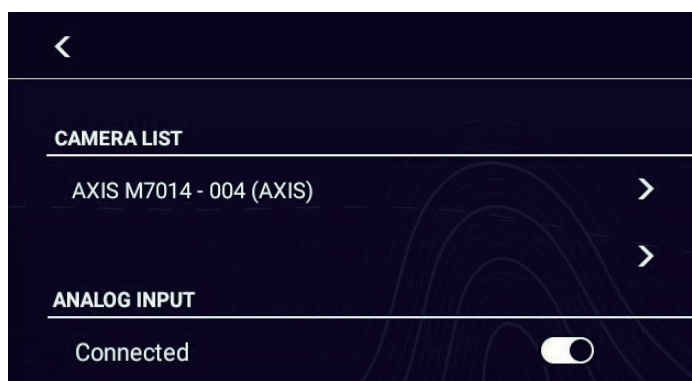 CAMERA LIST
AXIS M7014 - 004 (AXIS)
ANALOG INPUT
Connected